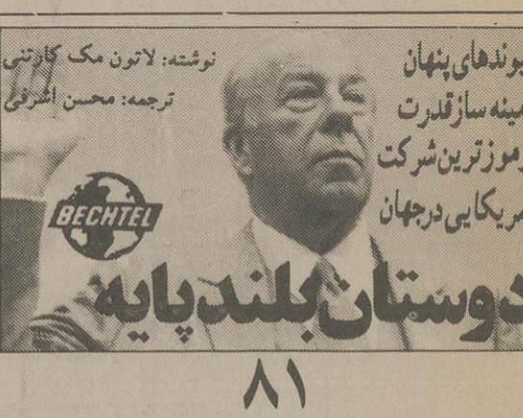 یوندهای پنهان
مینه ساز قدرت
رموزترین شرکت
مریکایی درجهان
نوشته: لاتون مک کارتنی
ترجمه: محسن اشرفی
BECHTEL
دوستان بلندپایه
۸۱